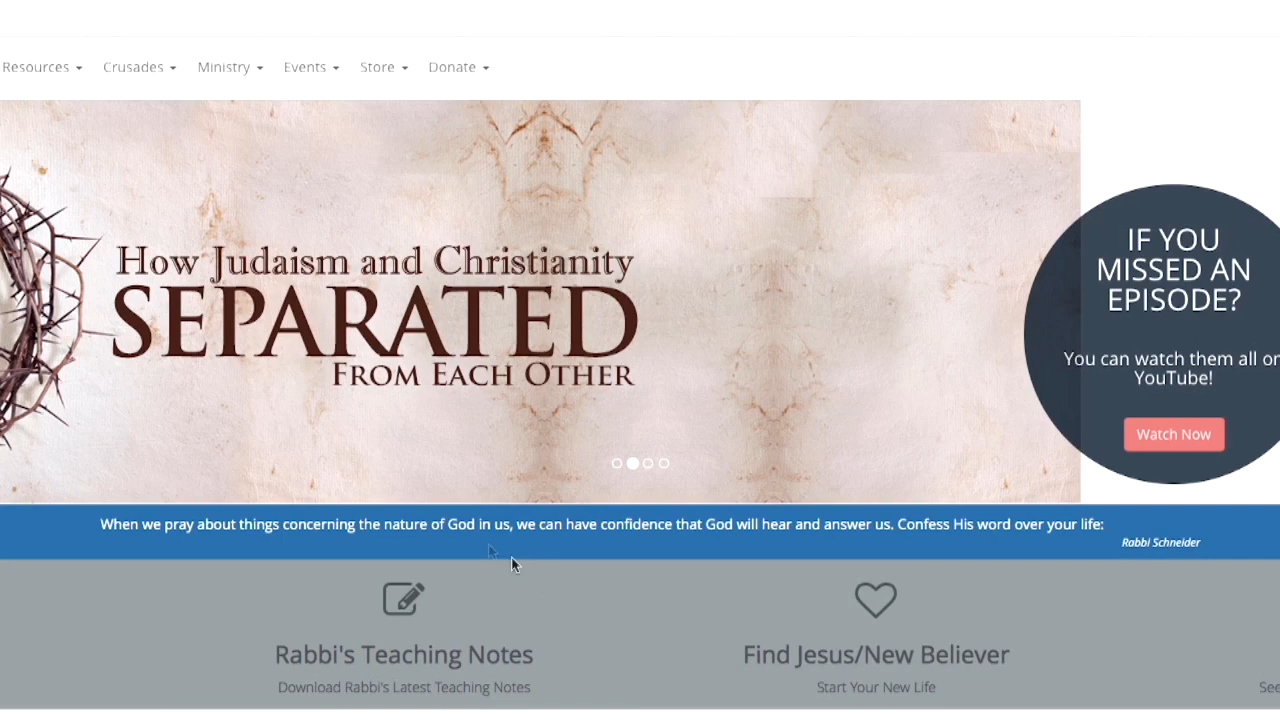 Resources Crusades Ministry Events Store Donate
How Judaism and Christianity
SEPARATED
FROM EACH OTHER
IF YOU
MISSED AN
EPISODE?
You can watch them all on
YouTube!
Watch Now
When we pray about things concerning the nature of God in us, we can have confidence that God will hear and answer us. Confess His word over your life:
Rabbi Schneider
Rabbi's Teaching Notes
Download Rabbi's Latest Teaching Notes
Find Jesus/New Believer
Start Your New Life
See